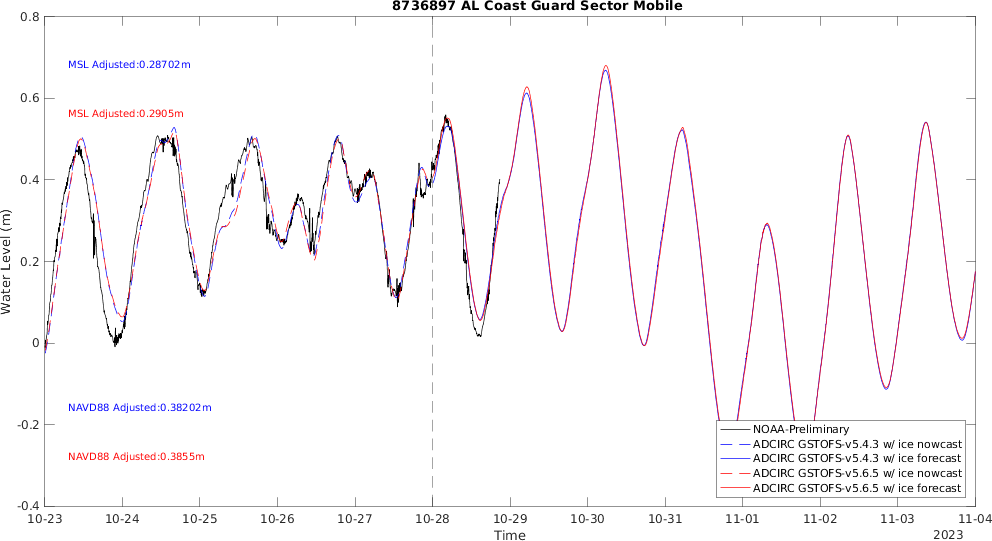 8736897 AL Coast Guard Sector Mobile
0.8
MSL Adjusted:0.28702m
0.6
MSL Adjusted:0.2905m
0.4
Water Level (m)
0.2
0
NAVD88 Adjusted:0.38202m
-0.2
NAVD88 Adjusted:0.3855m
-0.4
NOAA-Preliminary
ADCIRC GSTOFS-v5.4.3 w/ ice nowcast
ADCIRC GSTOFS-v5.4.3 w/ ice forecast
ADCIRC GSTOFS-v5.6.5 w/ ice nowcast
ADCIRC GSTOFS-v5.6.5 w/ ice forecast
10-23 10-24 10-25 10-26 10-27 10-28 10-29 10-30 10-31 11-01 11-02 11-03 11-04
Time
2023